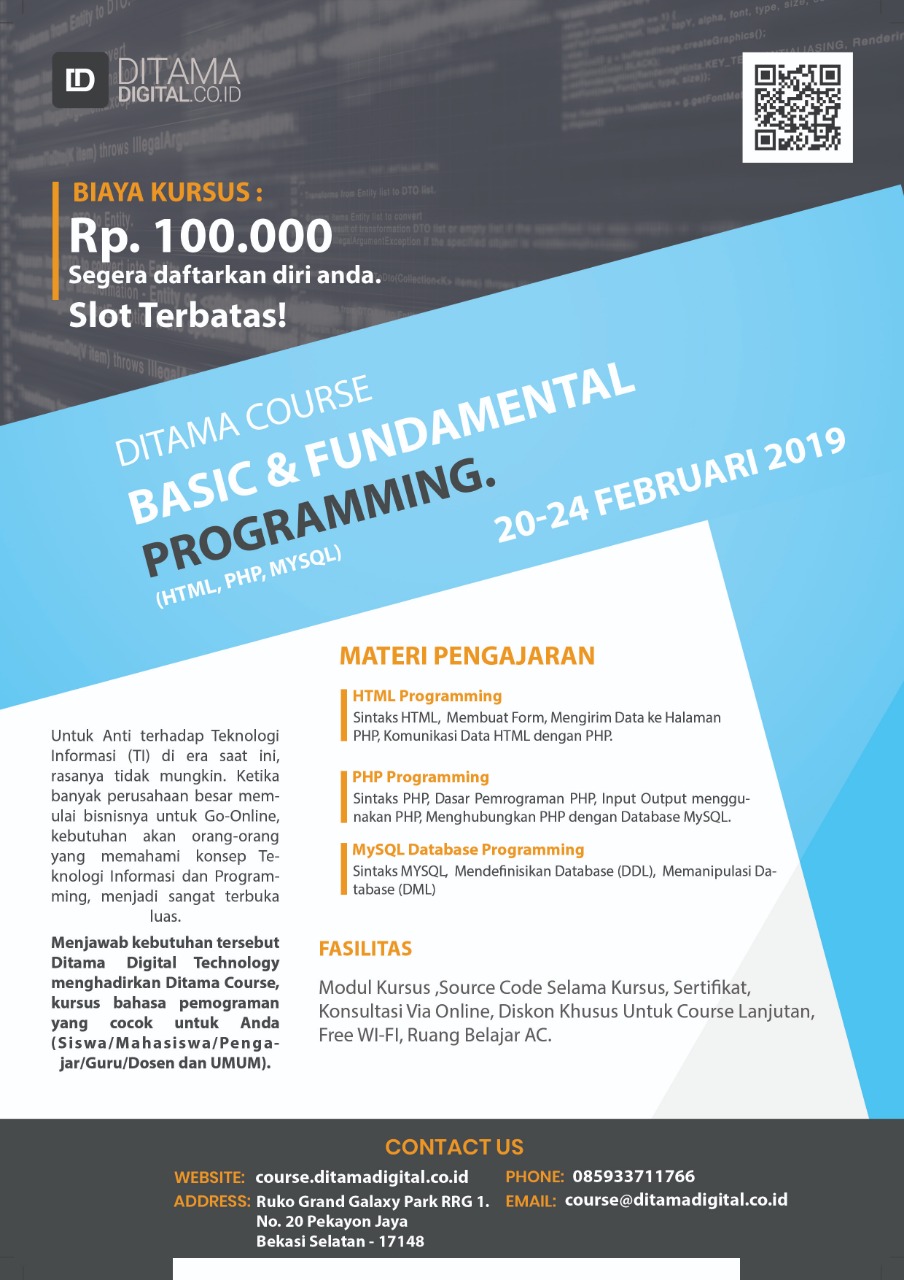 DITAMA
DIGITAL.CO.ID
BIAYA KURSUS :
Rp. 100.000
Segera daftarkan diri anda.
Slot Terbatas!
DITAMA COURSE
BASIC & FUNDAMENTAL
PROGRAMMING.
(HTML, PHP, MYSQL)
20-24 FEBRUARI 2019
Untuk Anti terhadap Teknologi
Informasi (TI) di era saat ini,
rasanya tidak mungkin. Ketika
banyak perusahaan besar mem-
ulai bisnisnya untuk Go-Online,
kebutuhan akan orang-orang
yang memahami konsep Te-
knologi Informasi dan Program-
ming, menjadi sangat terbuka
luas.
Menjawab kebutuhan tersebut
Ditama Digital Technology
menghadirkan Ditama Course,
kursus bahasa pemograman
yang cocok untuk Anda
(Siswa/Mahasiswa/Penga-
jar/Guru/Dosen dan UMUM).
MATERI PENGAJARAN
HTML Programming
Sintaks HTML, Membuat Form, Mengirim Data ke Halaman
PHP, Komunikasi Data HTML dengan PHP.
PHP Programming
Sintaks PHP, Dasar Pemrograman PHP, Input Output menggu-
nakan PHP, Menghubungkan PHP dengan Database MySQL.
MySQL Database Programming
Sintaks MYSQL, Mendefinisikan Database (DDL), Memanipulasi Da-
tabase (DML)
FASILITAS
Modul Kursus ,Source Code Selama Kursus, Sertifikat,
Konsultasi Via Online, Diskon Khusus Untuk Course Lanjutan,
Free WI-FI, Ruang Belajar AC.
CONTACT US
WEBSITE: course.ditamadigital.co.id
ADDRESS: Ruko Grand Galaxy Park RRG 1.
No. 20 Pekayon Jaya
Bekasi Selatan - 17148
PHONE: 085933711766
EMAIL: course@ditamadigital.co.id